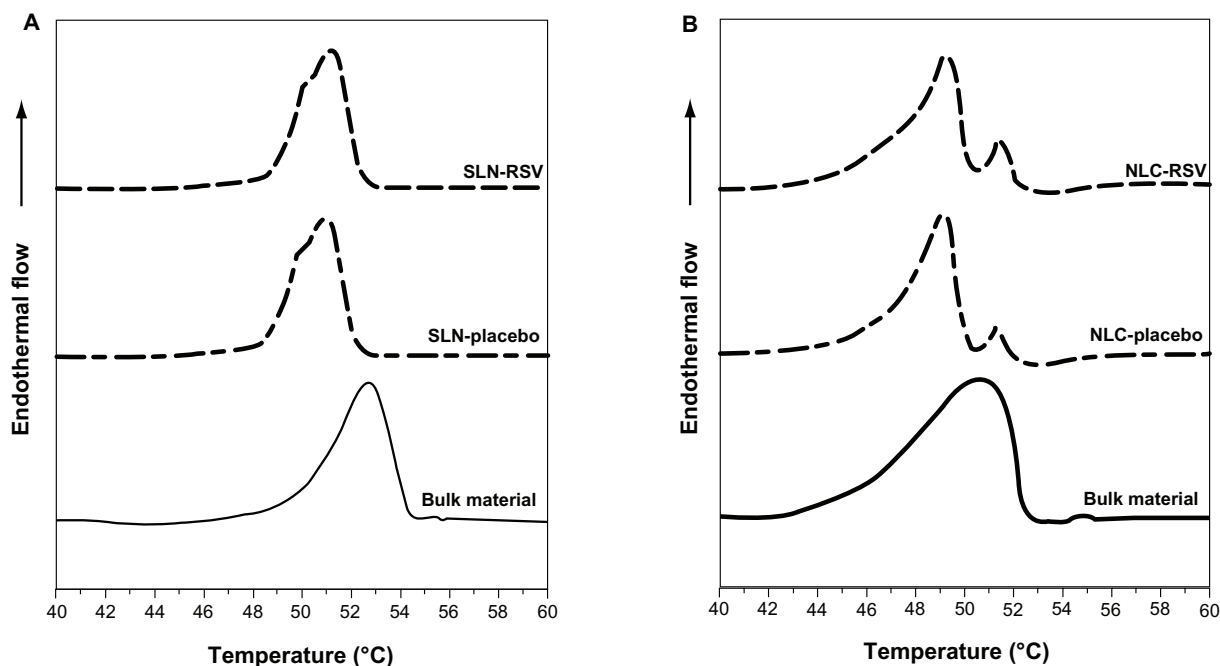 A
Endothermal flow
SLN-RSV
SLN-placebo
Bulk material
40 42 44 46 48 50 52 54 56 58 60
Temperature (°C)
B
Endothermal flow
NLC-RSV
NLC-placebo
Bulk material
40 42 44 46 48 50 52 54 56 58 60
Temperature (°C)